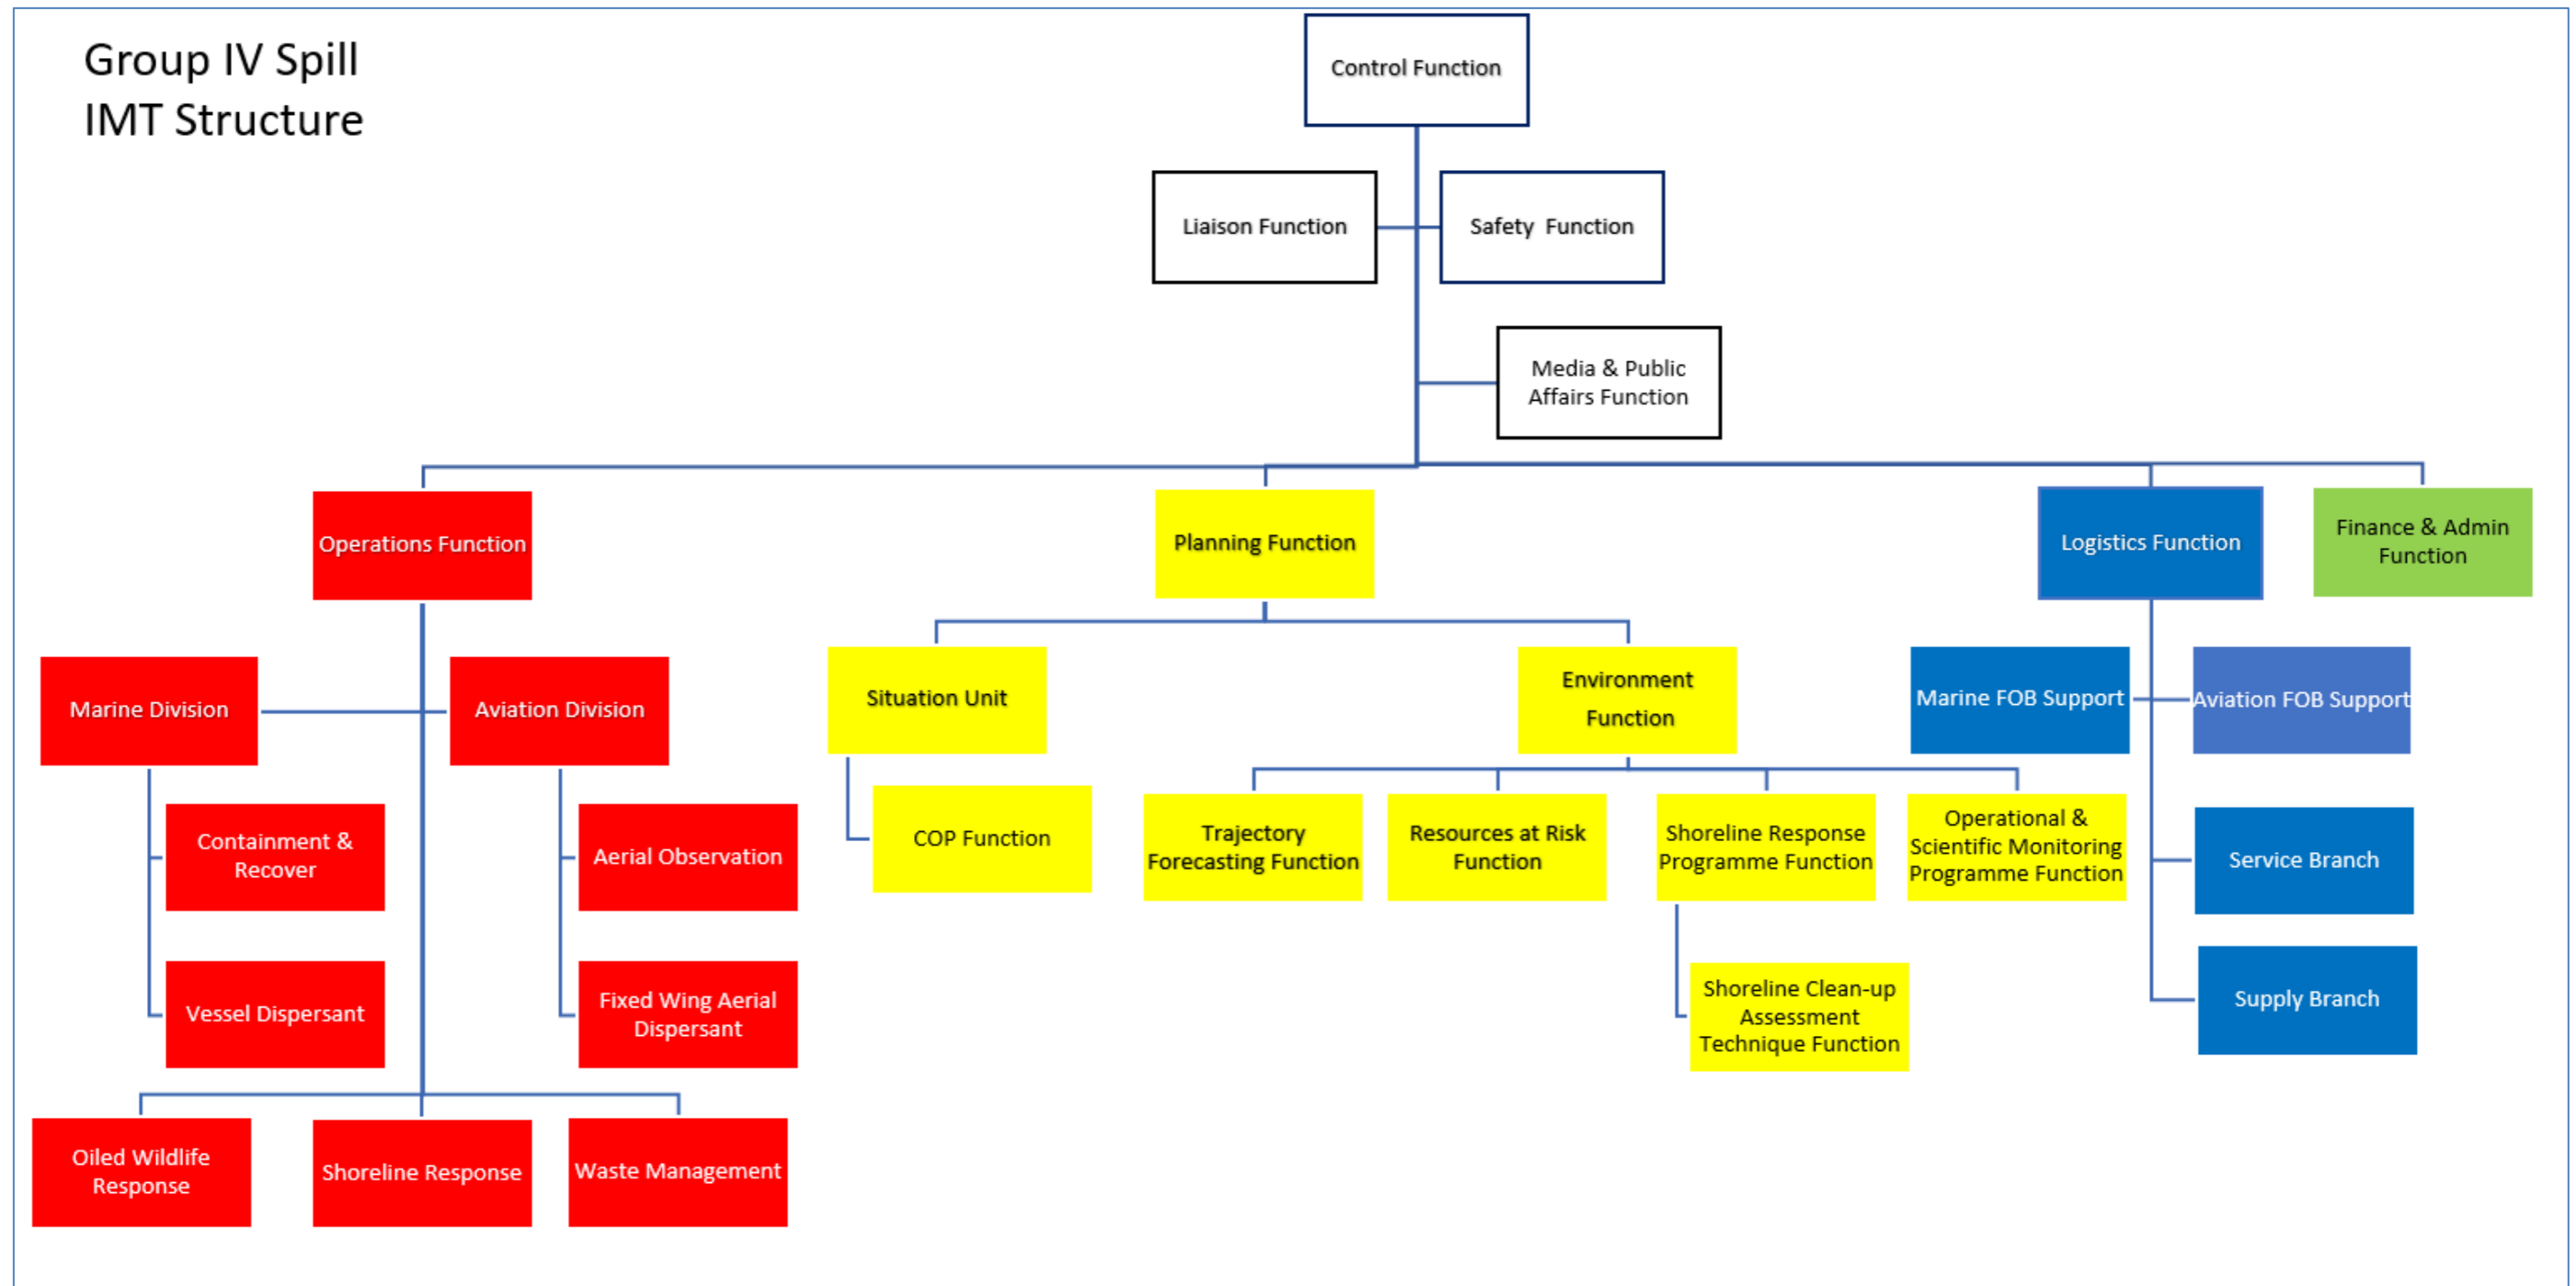 Group IV Spill
IMT Structure
Control Function
Liaison Function
Safety  Function
Media & Public
Affairs Function
Operations Function
Planning Function
Logistics Function
Finance & Admin
Function
Marine Division
Aviation Division
Situation Unit
Environment
Function
Marine FOB Support
Aviation FOB Support
Containment &
Recover
Aerial Observation
COP Function
Trajectory
Forecasting Function
Resources at Risk
Function
Shoreline Response
Programme Function
Operational &
Scientific Monitoring
Programme Function
Service Branch
Vessel Dispersant
Fixed Wing Aerial
Dispersant
Shoreline Clean-up
Assessment
Technique Function
Supply Branch
Oiled Wildlife
Response
Shoreline Response
Waste Management